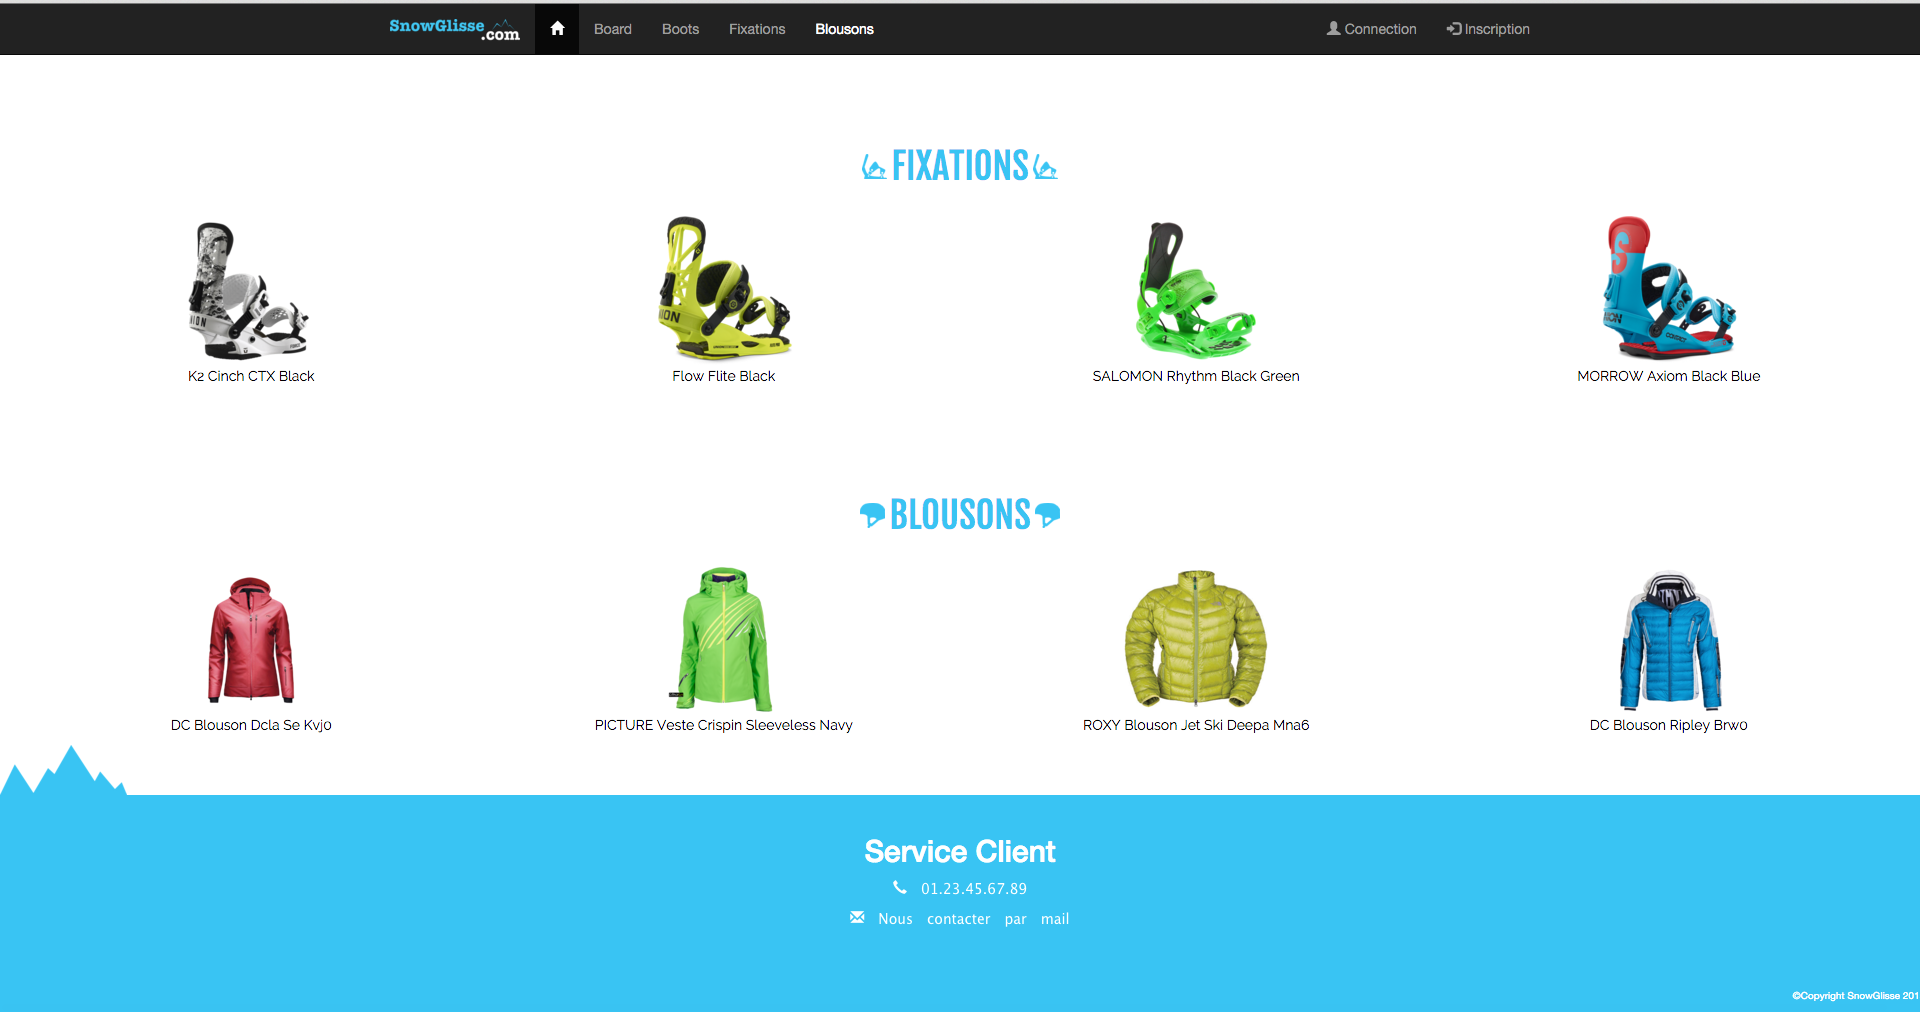 SnowGlisse.com Board Boots Fixations Blousons Connection Inscription
FIXATIONS
NION
NION
NION
K2 Cinch CTX Black Flow Flite Black SALOMON Rhythm Black Green MORROW Axiom Black Blue
BLOUSONS
DC Blouson Dcla Se Kvj0 PICTURE Veste Crispin Sleeveless Navy ROXY Blouson Jet Ski Deepa Mna6 DC Blouson Ripley Brw0
Service Client
01.23.45.67.89
Nous contacter par mail
©Copyright SnowGlisse 201